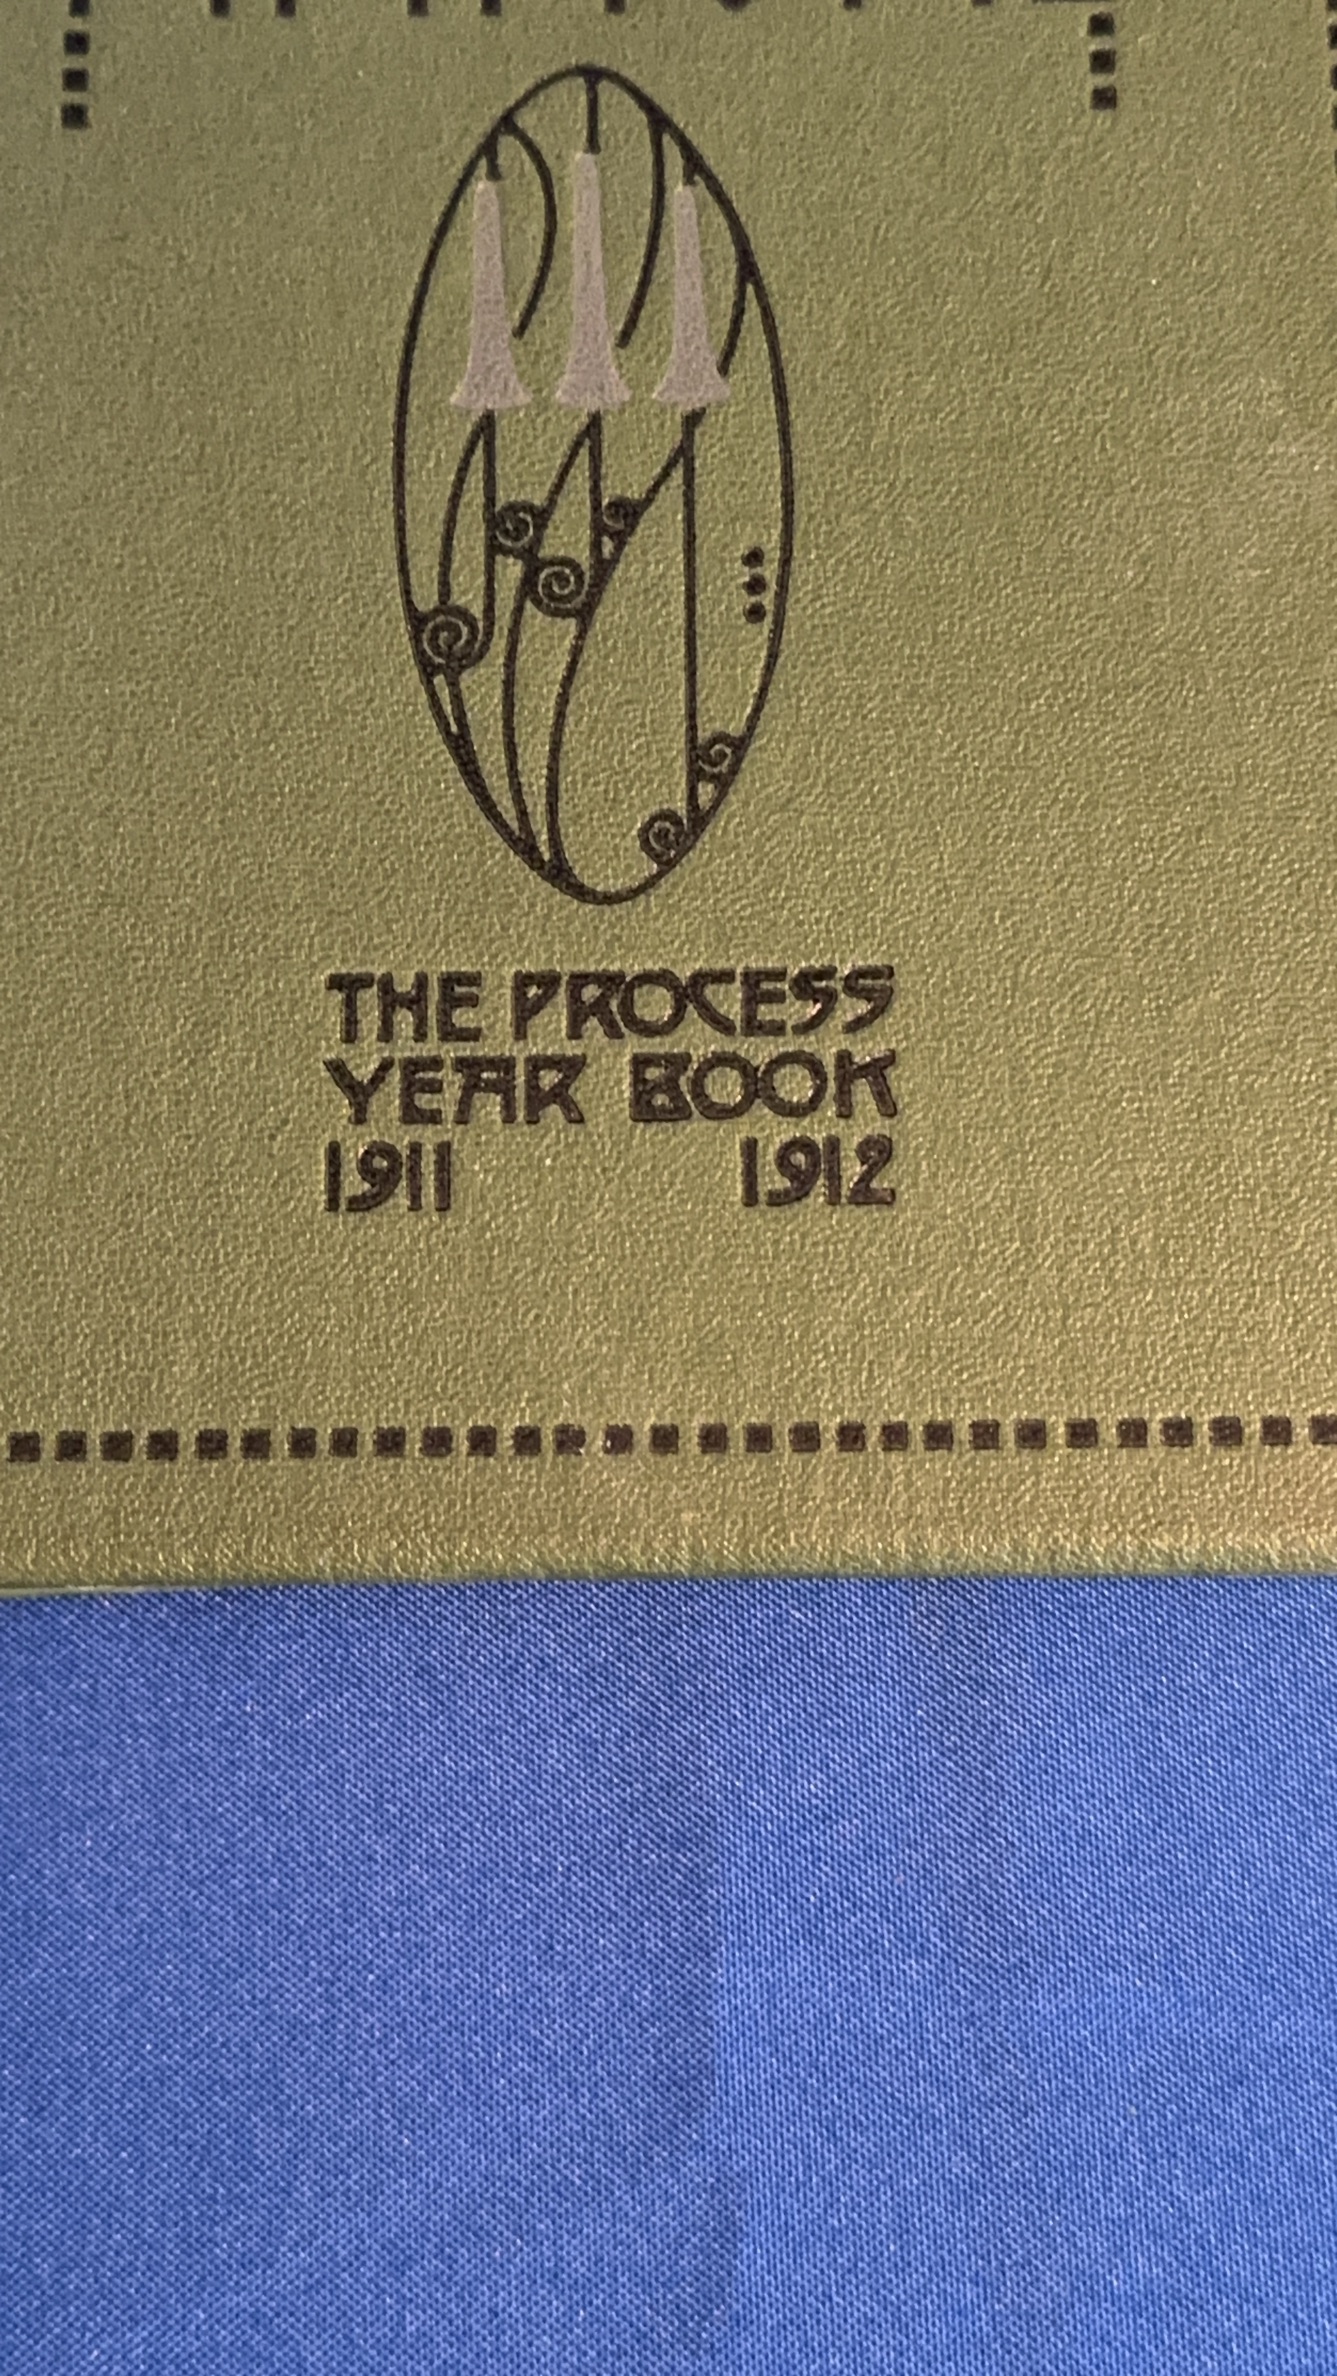 THE PROCESS
YEAR BOOK
1911 1912